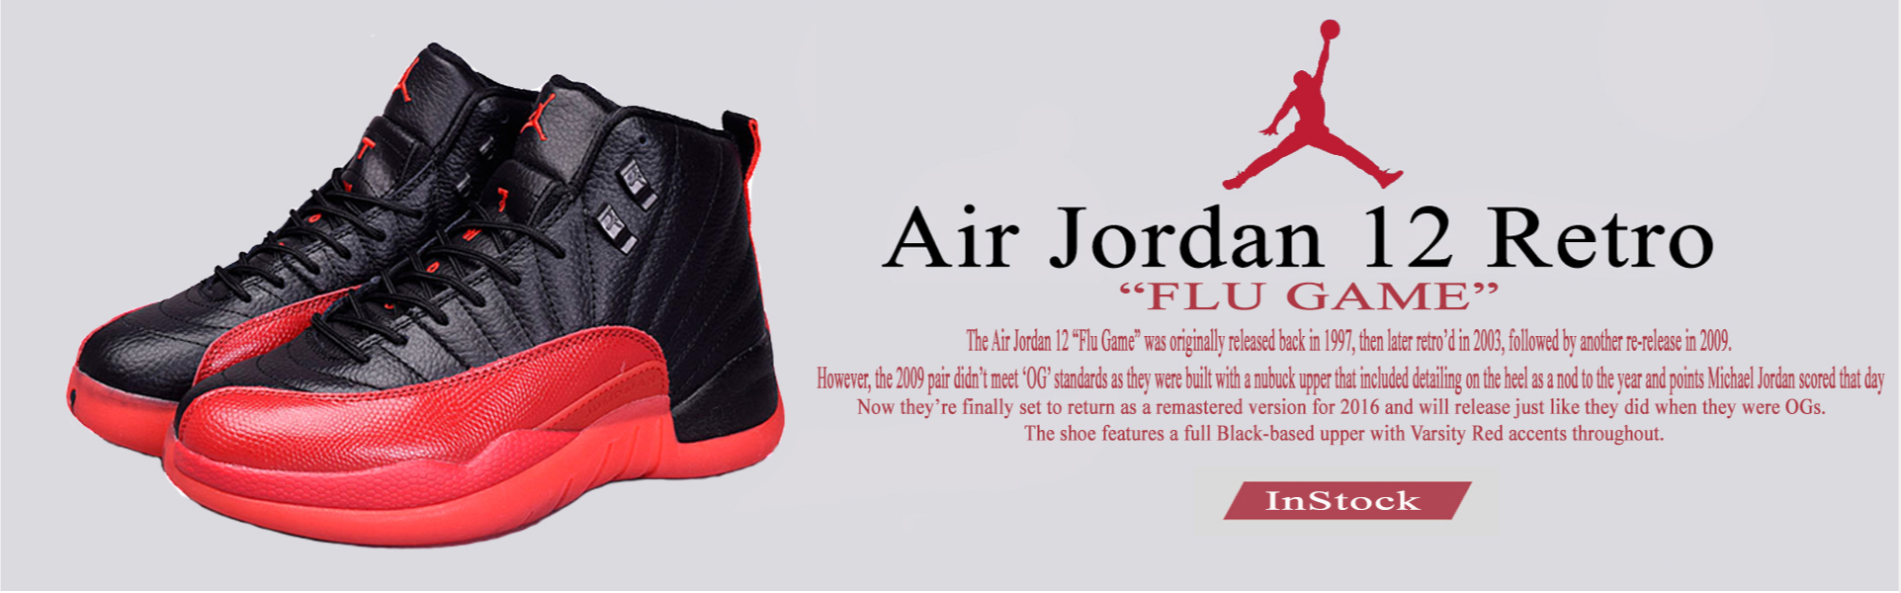 Air Jordan 12 Retro
“FLU GAME”
The Air Jordan 12 “Flu Game” was originally released back in 1997, then later retro’d in 2003, followed by another re-release in 2009.
However, the 2009 pair didn’t meet ‘OG’ standards as they were built with a nubuck upper that included detailing on the heel as a nod to the year and points Michael Jordan scored that day
Now they’re finally set to return as a remastered version for 2016 and will release just like they did when they were OGs.
The shoe features a full Black-based upper with Varsity Red accents throughout.
InStock